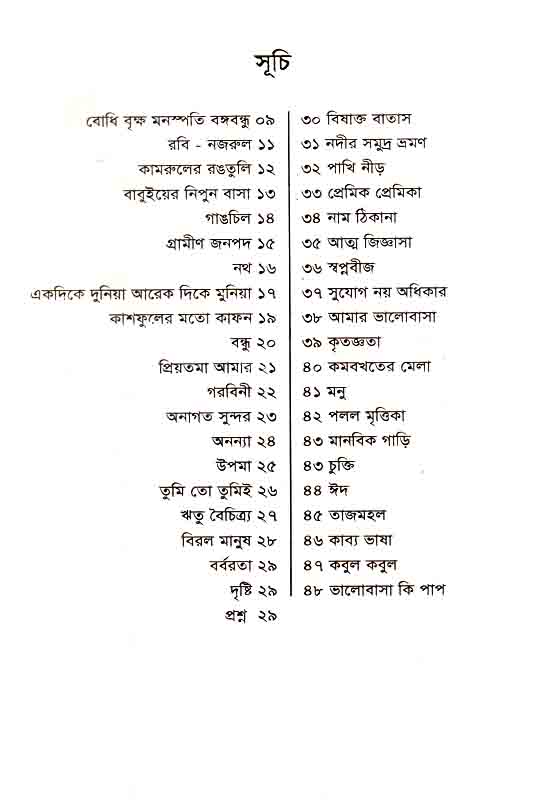 সূচি
বোধি বৃক্ষ মনস্পতি বঙ্গবন্ধু ০৯
রবি - নজরুল ১১
কামরুলের রঙতুলি ১২
বাবুইয়ের নিপুন বাসা ১৩
গাঙচিল ১৪
গ্রামীণ জনপদ ১৫
নথ ১৬
একদিকে দুনিয়া আরেক দিকে মুনিয়া ১৭
কাশফুলের মতো কাফন ১৯
বন্ধু ২০
প্রিয়তমা আমার ২১
গরবিনী ২২
অনাগত সুন্দর ২৩
অনন্যা ২৪
উপমা ২৫
তুমি তো তুমিই ২৬
ঋতু বৈচিত্র্য ২৭
বিরল মানুষ ২৮
বর্বরতা ২৯
দৃষ্টি ২৯
প্রশ্ন ২৯
৩০ বিষাক্ত বাতাস
৩১ নদীর সমুদ্র ভ্রমণ
৩২ পাখি নীড়
৩৩ প্রেমিক প্রেমিকা
৩৪ নাম ঠিকানা
৩৫ আত্ম জিজ্ঞাসা
৩৬ স্বপ্নবীজ
৩৭ সুযোগ নয় অধিকার
৩৮ আমার ভালোবাসা
৩৯ কৃতজ্ঞতা
৪০ কমবখতের মেলা
৪১ মনু
৪২ পলল মৃত্তিকা
৪৩ মানবিক গাড়ি
৪৩ চুক্তি
৪৪ ঈদ
৪৫ তাজমহল
৪৬ কাব্য ভাষা
৪৭ কবুল কবুল
৪৮ ভালোবাসা কি পাপ